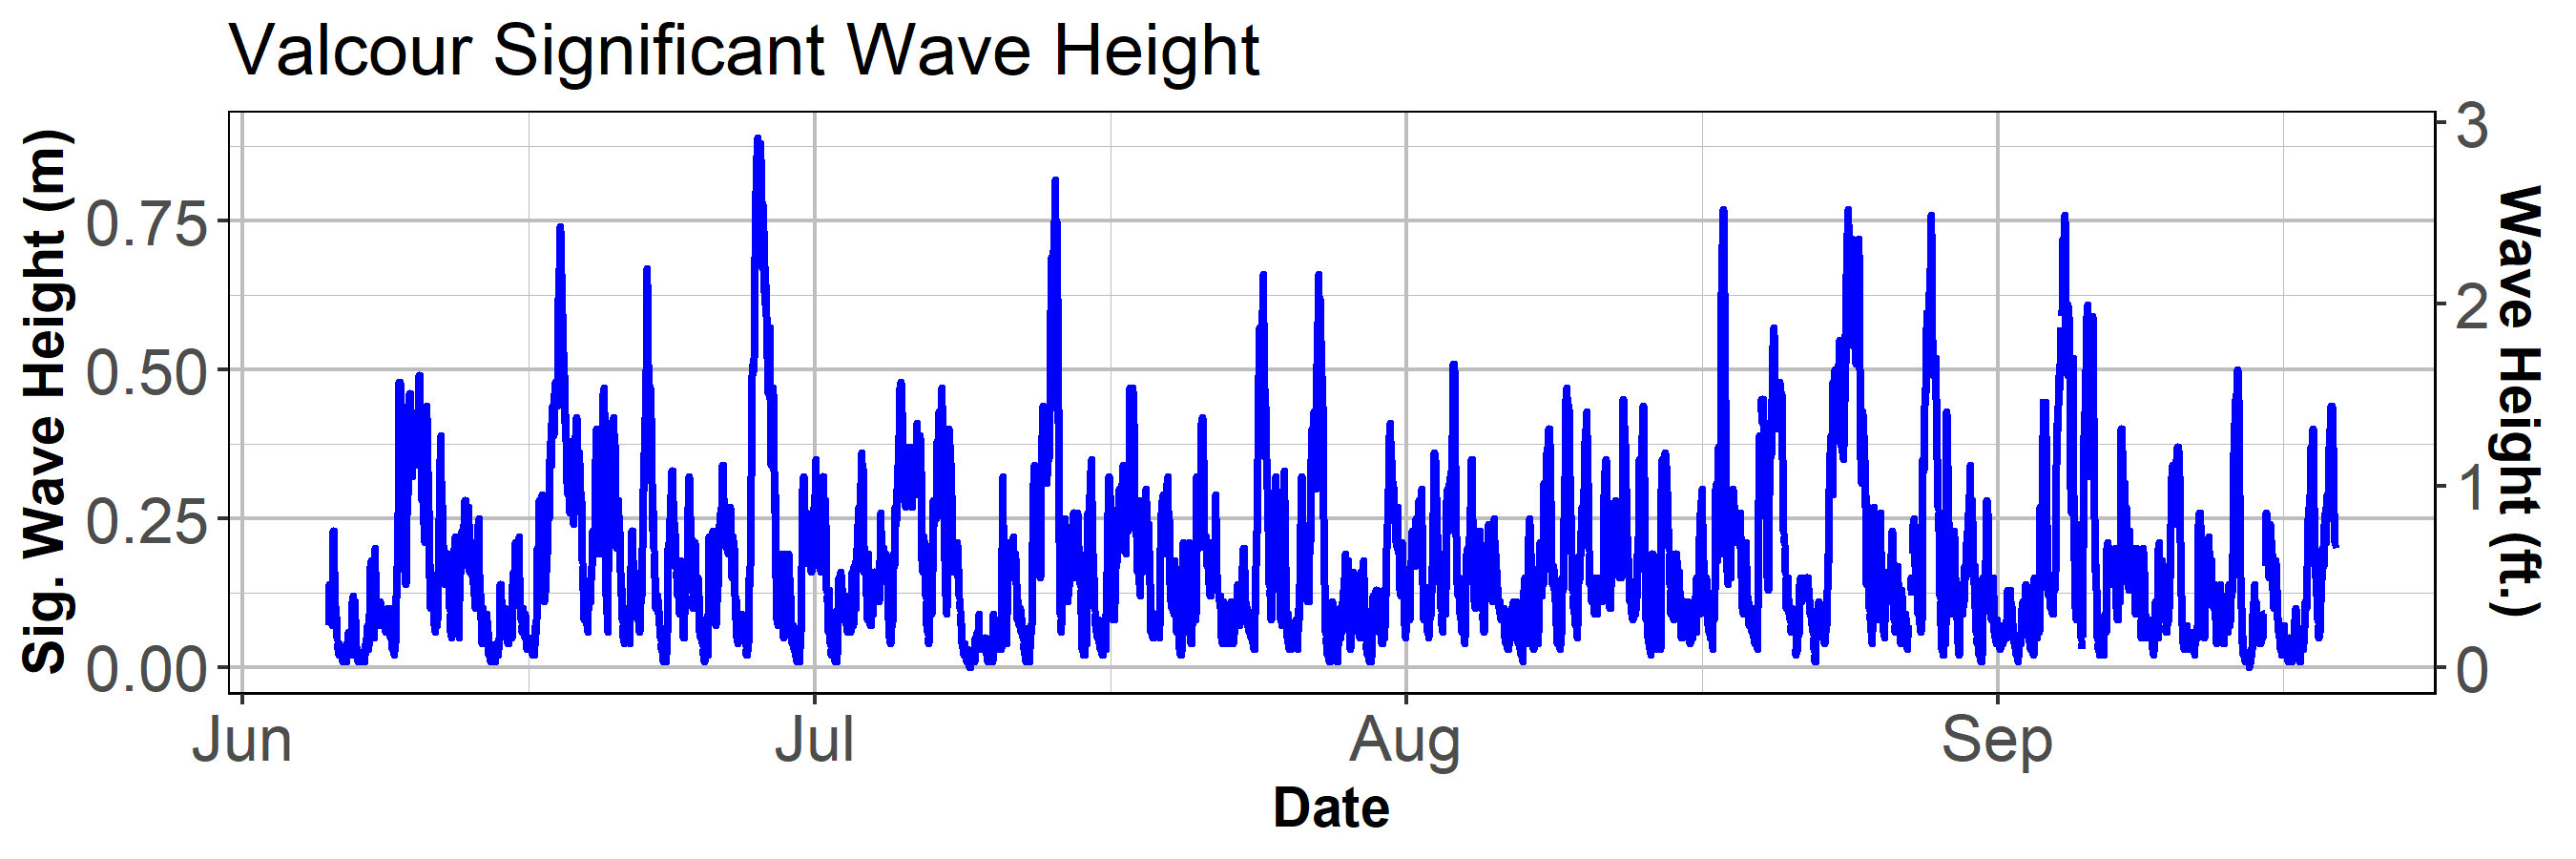 Valcour Significant Wave Height
Sig. Wave Height (m)
0.75
0.50
0.25
0.00
3
2
1
0
Wave Height (ft.)
Jun Jul Aug Sep
Date